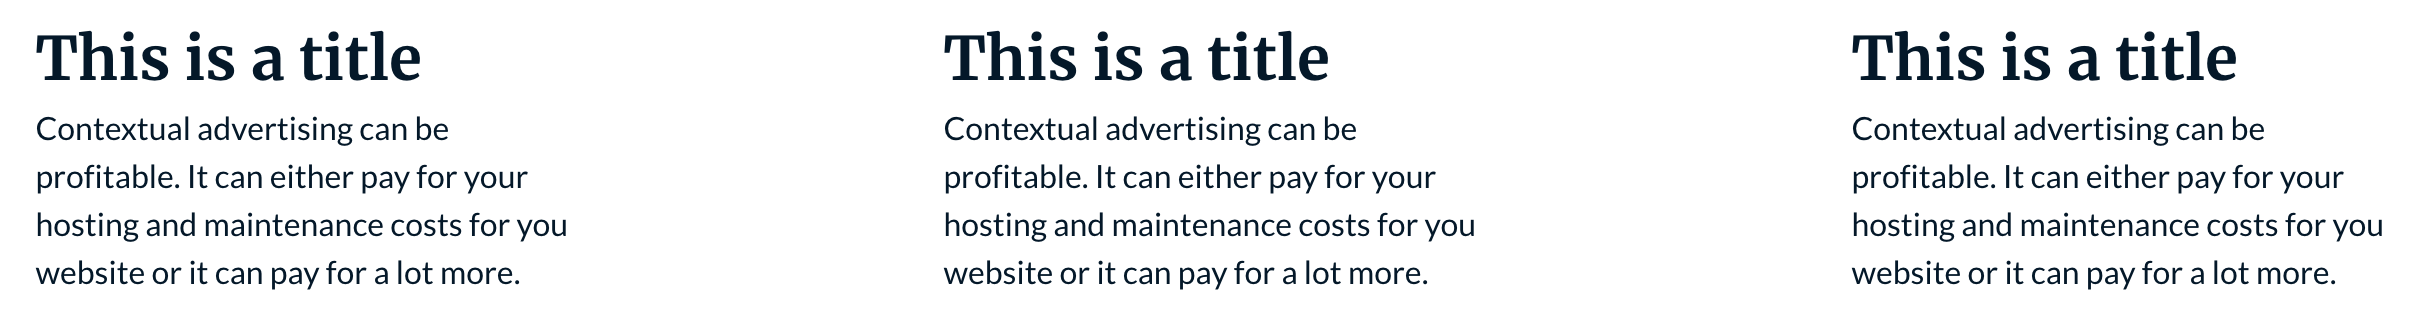 This is a title
Contextual advertising can be
profitable. It can either pay for your
hosting and maintenance costs for you
website or it can pay for a lot more.
This is a title
Contextual advertising can be
profitable. It can either pay for your
hosting and maintenance costs for you
website or it can pay for a lot more.
This is a title
Contextual advertising can be
profitable. It can either pay for your
hosting and maintenance costs for you
website or it can pay for a lot more.